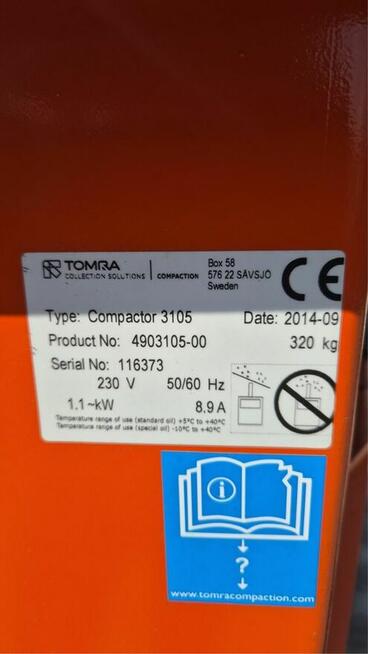 TOMRA
COLLECTION SOLUTIONS | COMPACTION
Box 58
576 22 SÄVSJÖ
Sweden
CE
Type: Compactor 3105 Date: 2014-09
Product No: 4903105-00 320 kg
Serial No: 116373
230 V 50/60 Hz
1.1~kW 8.9 A
Temperature range of use (standard oil) +5°C to +40°C
Temperature range of use (special oil) -10°C to +40°C
i
?
www.tomracompaction.com